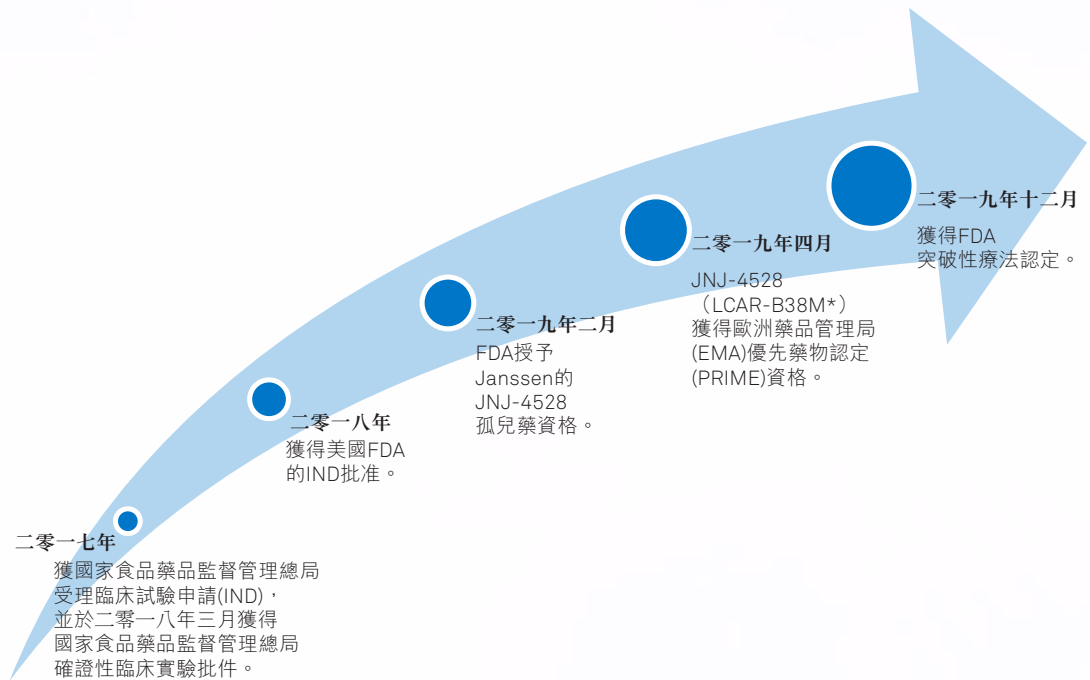 二零一七年
獲國家食品藥品監督管理總局
受理臨床試驗申請(IND)，
並於二零一八年三月獲得
國家食品藥品監督管理總局
確證性臨床實驗批件。
二零一八年
獲得美國FDA
的IND批准。
二零一九年二月
FDA授予
Janssen的
JNJ-4528
孤兒藥資格。
二零一九年四月
JNJ-4528
（LCAR-B38M*）
獲得歐洲藥品管理局
(EMA)優先藥物認定
(PRIME)資格。
二零一九年十二月
獲得FDA
突破性療法認定。